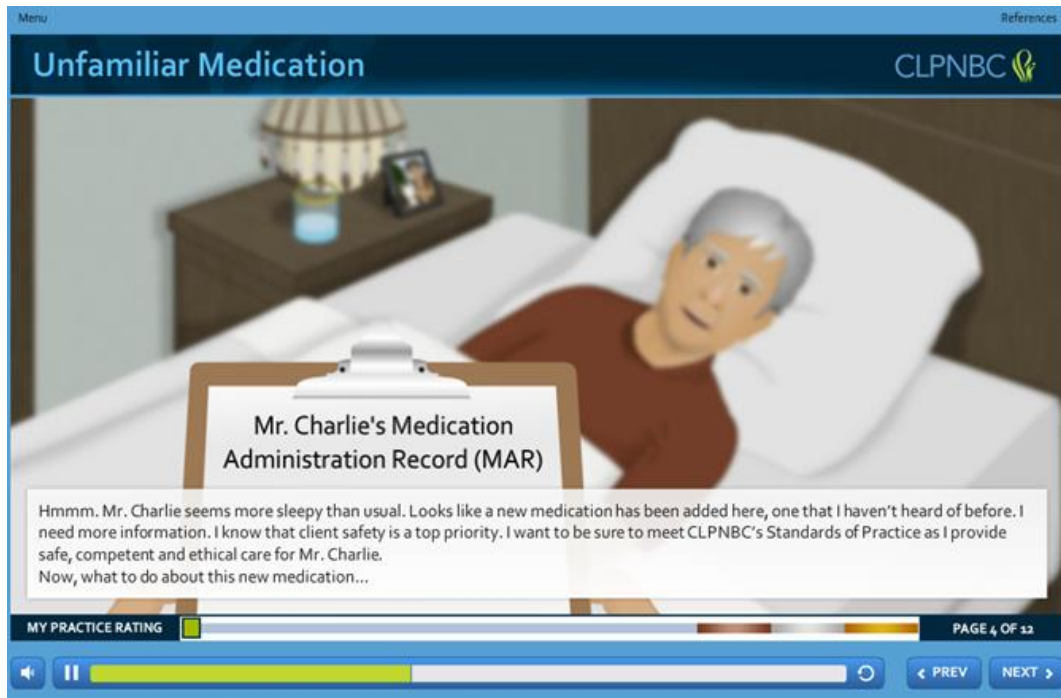 Menu
References
Unfamiliar Medication
CLPNBC
Mr. Charlie's Medication
Administration Record (MAR)
Hmmm. Mr. Charlie seems more sleepy than usual. Looks like a new medication has been added here, one that I haven't heard of before. I
need more information. I know that client safety is a top priority. I want to be sure to meet CLPNBC's Standards of Practice as I provide
safe, competent and ethical care for Mr. Charlie.
Now, what to do about this new medication...
MY PRACTICE RATING
PAGE 4 OF 12
< PREV
NEXT >